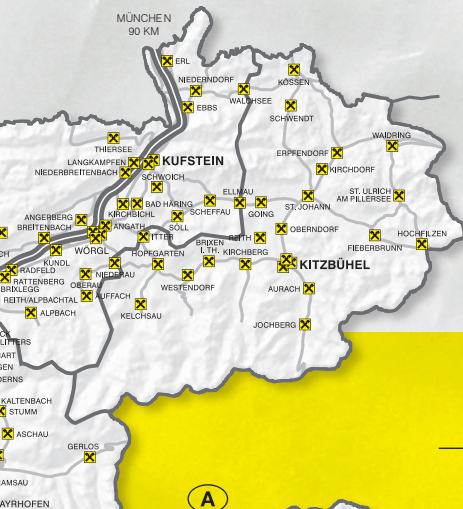 MÜNCHEN
90 KM
ERL
NIEDERNDORF
KÖSSEN
WALCHSEE
EBBS
SCHWENDT
THIERSEE
WAIDRING
ERPFENDORF
LANGKAMPFEN
KUFSTEIN
NIEDERBREITENBACH
KIRCHDORF
SCHWOICH
ELLMAU
ST. ULRICH
AM PILLERSEE
BAD HÄRING
SCHEFFAU
ST. JOHANN
KIRCHBICHL
GOING
ANGERBERG
SÖLL
BREITENBACH
ANGATH
OBERNDORF
HOCHFILZEN
ITTER
BRIXEN
I. TH.
REITH
FIEBERBRUNN
WÖRGL
HOPFGARTEN
KIRCHBERG
KITZBÜHEL
KUNDL
RADFELD
NIEDERAU
RATTENBERG
OBERAU
WESTENDORF
BRIXLEGG
AURACH
REITH/ALPBACHTAL
AUFFACH
KELCHSAU
ALPBACH
JOCHBERG
KALTENBACH
STUMM
ASCHAU
GERLOS
A